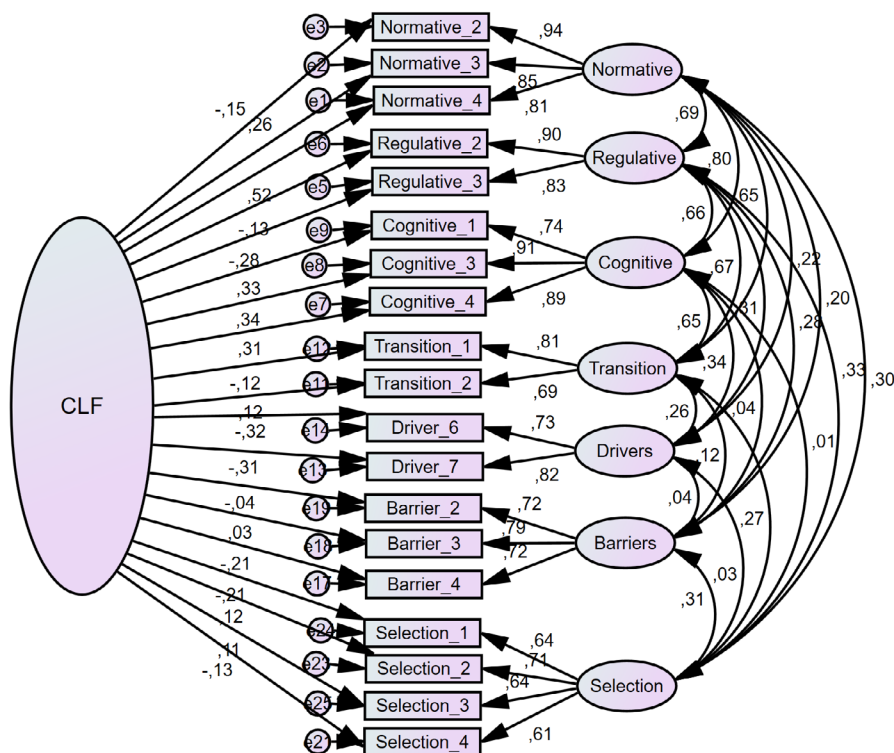 e3 Normative_2 ,94
e2 Normative_3 Normative
-,15 ,85
e1 Normative_4 ,81
,26 ,69
e6 Regulative_2 ,90
Regulative ,80
e5 Regulative_3 ,83
,52 ,65
-,13 e9 Cognitive_1 ,74 ,66
,91
-,28 e8 Cognitive_3 Cognitive ,67 ,22
,33 e7 Cognitive_4 ,89 ,20
,34 ,65 ,31 ,28
,31 e12 Transition_1 ,81 ,34
Transition ,33 ,30
-,12 e11 Transition_2 ,69
CLF ,26 ,04
,12 e14 Driver_6 ,73
-,32 Drivers ,12 ,01
e13 Driver_7 ,82
-,31 ,04
e19 Barrier_2 ,72
-,04 ,79 ,27
e18 Barrier_3 Barriers
,03 ,72
e17 Barrier_4 ,03
-,21 ,31
-,21 e24 Selection_1 ,64
,12 ,71
e23 Selection_2
,11 ,64 Selection
-,13 e25 Selection_3
,61
e21 Selection_4